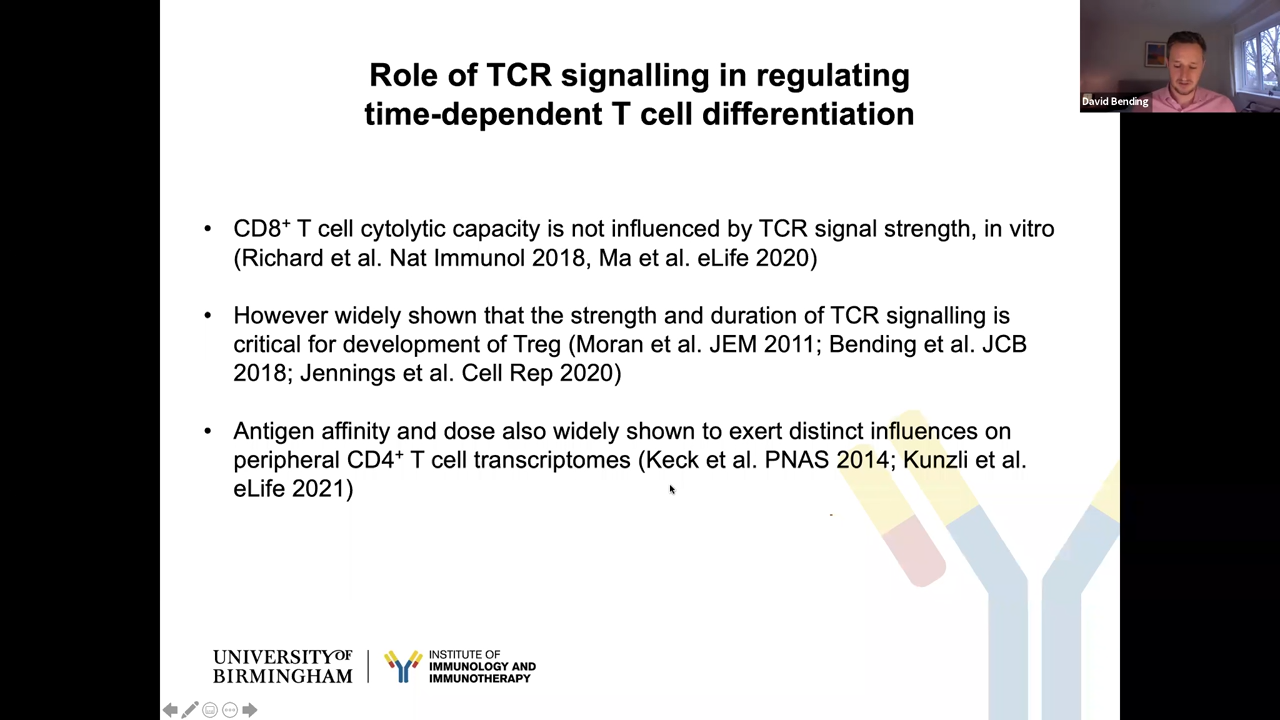 Role of TCR signalling in regulating
time-dependent T cell differentiation
David Bending
• CD8⁺ T cell cytolytic capacity is not influenced by TCR signal strength, in vitro
(Richard et al. Nat Immunol 2018, Ma et al. eLife 2020)
• However widely shown that the strength and duration of TCR signalling is
critical for development of Treg (Moran et al. JEM 2011; Bending et al. JCB
2018; Jennings et al. Cell Rep 2020)
• Antigen affinity and dose also widely shown to exert distinct influences on
peripheral CD4⁺ T cell transcriptomes (Keck et al. PNAS 2014; Kunzli et al.
eLife 2021)
UNIVERSITY OF
BIRMINGHAM
INSTITUTE OF
IMMUNOLOGY AND
IMMUNOTHERAPY